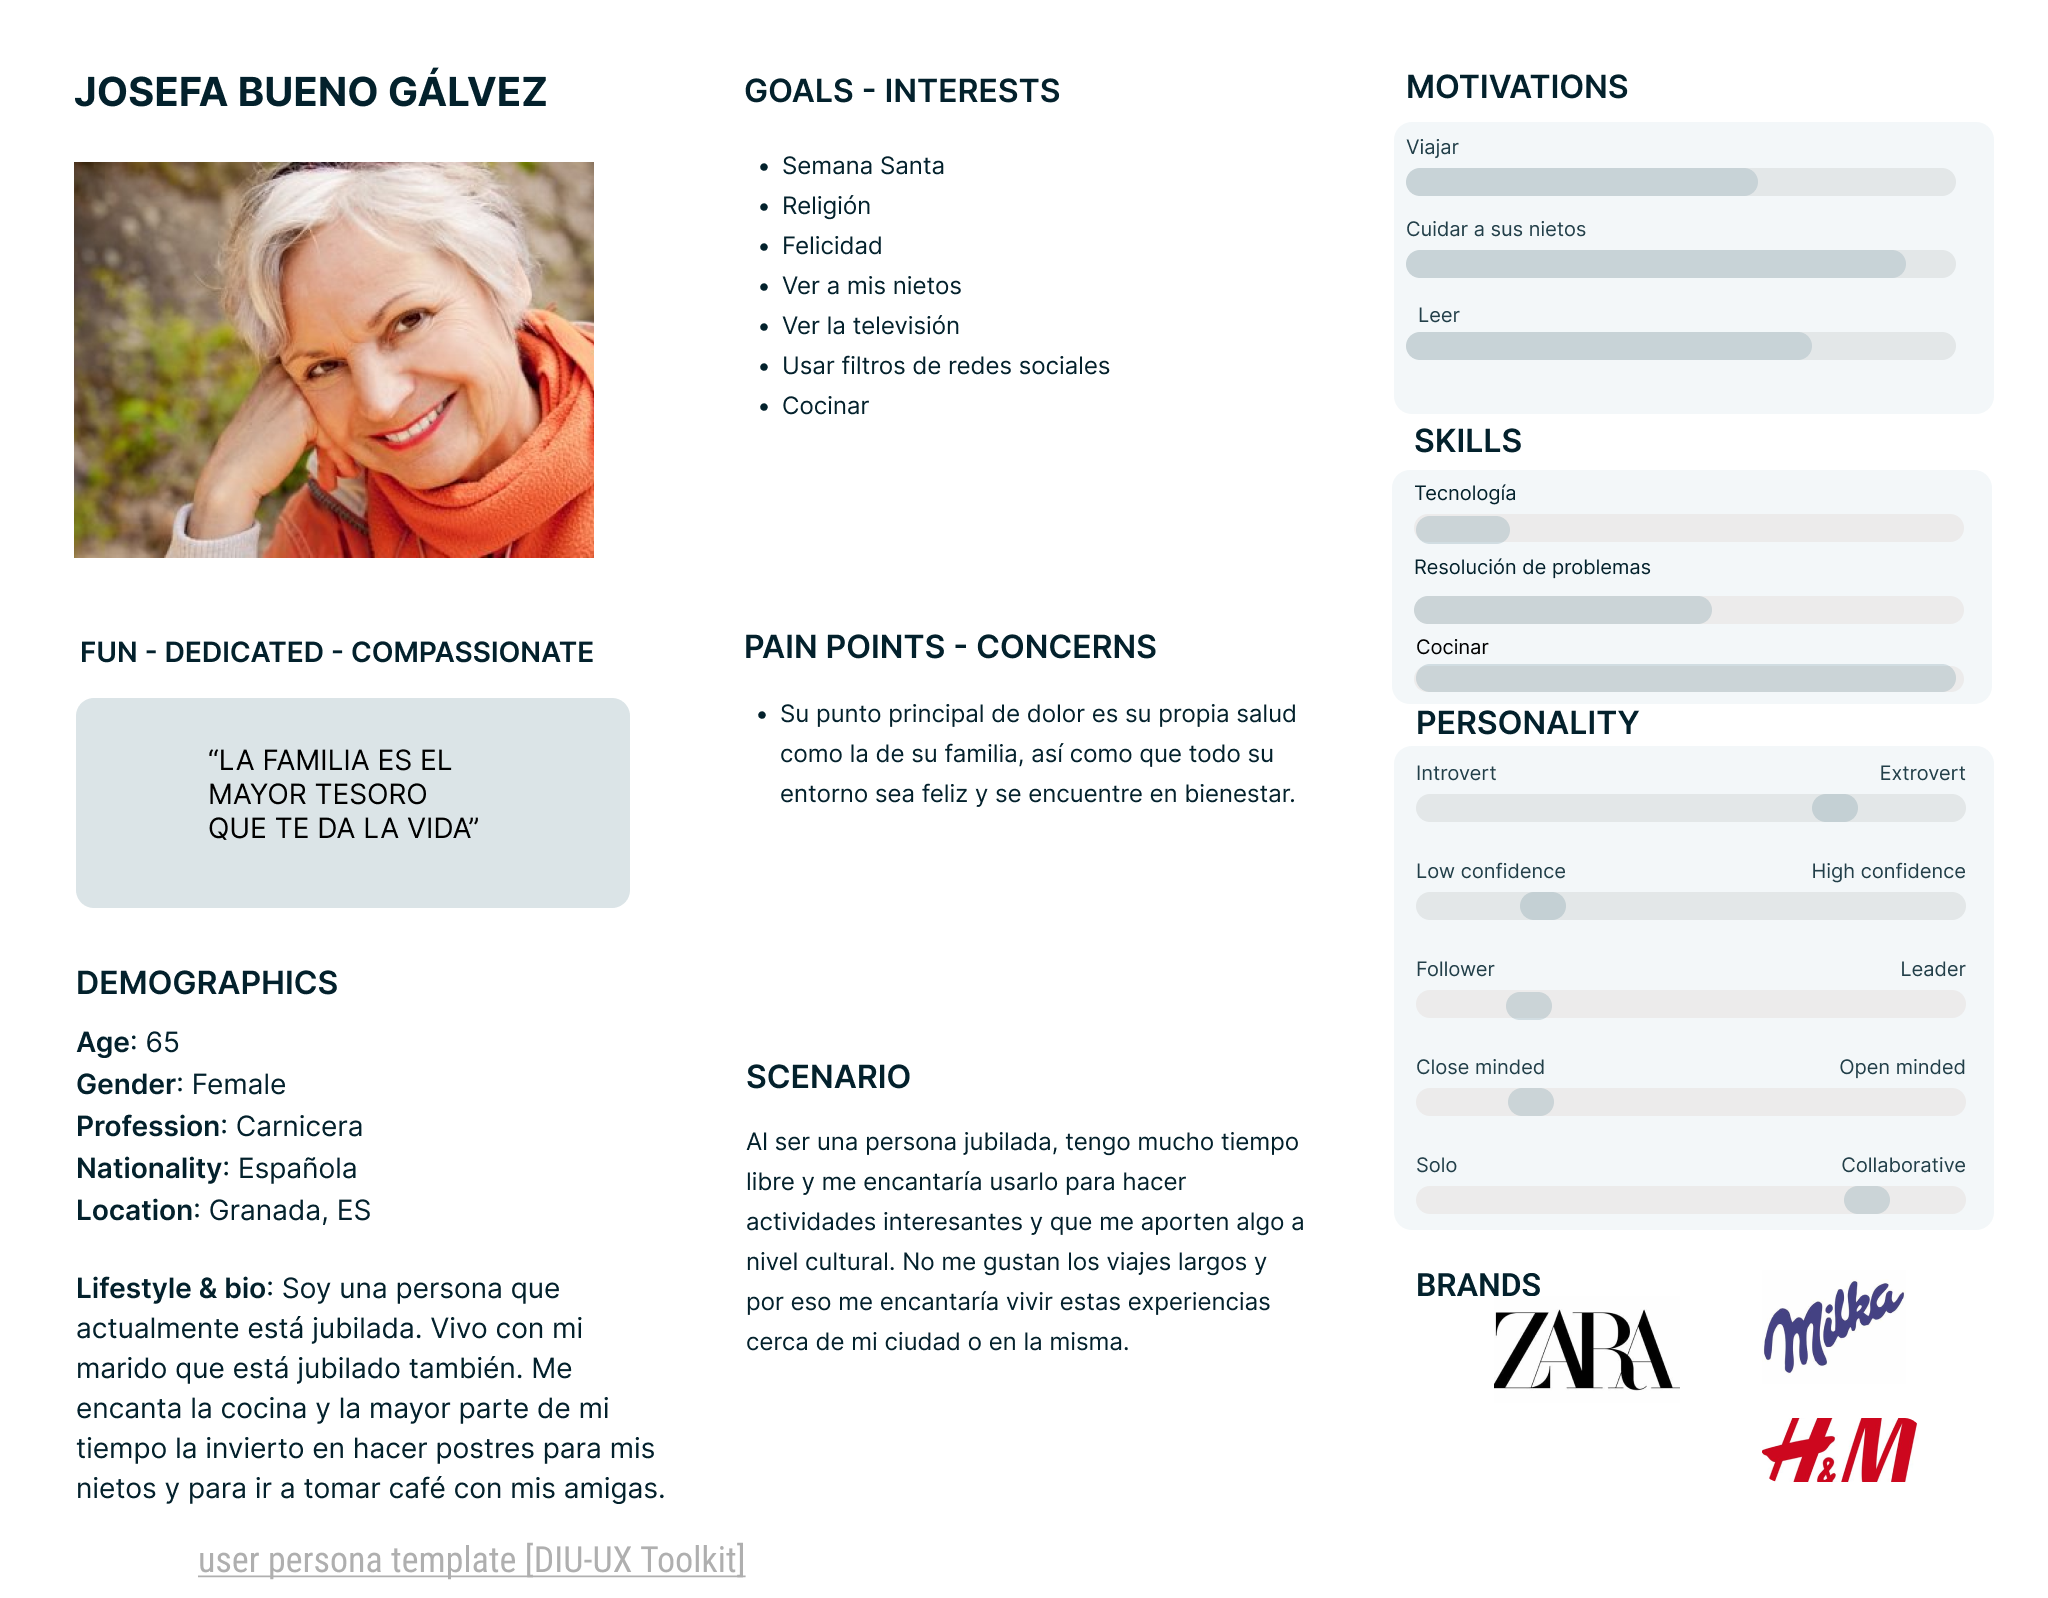 JOSEFA BUENO GÁLVEZ
FUN - DEDICATED - COMPASSIONATE
“LA FAMILIA ES EL
MAYOR TESORO
QUE TE DA LA VIDA”
DEMOGRAPHICS
Age: 65
Gender: Female
Profession: Carnicera
Nationality: Española
Location: Granada, ES
Lifestyle & bio: Soy una persona que
actualmente está jubilada. Vivo con mi
marido que está jubilado también. Me
encanta la cocina y la mayor parte de mi
tiempo la invierto en hacer postres para mis
nietos y para ir a tomar café con mis amigas.
user persona template [DIU-UX Toolkit]
GOALS - INTERESTS
• Semana Santa
• Religión
• Felicidad
• Ver a mis nietos
• Ver la televisión
• Usar filtros de redes sociales
• Cocinar
PAIN POINTS - CONCERNS
• Su punto principal de dolor es su propia salud
como la de su familia, así como que todo su
entorno sea feliz y se encuentre en bienestar.
SCENARIO
Al ser una persona jubilada, tengo mucho tiempo
libre y me encantaría usarlo para hacer
actividades interesantes y que me aporten algo a
nivel cultural. No me gustan los viajes largos y
por eso me encantaría vivir estas experiencias
cerca de mi ciudad o en la misma.
MOTIVATIONS
Viajar
Cuidar a sus nietos
Leer
SKILLS
Tecnología
Resolución de problemas
Cocinar
PERSONALITY
Introvert Extrovert
Low confidence High confidence
Follower Leader
Close minded Open minded
Solo Collaborative
BRANDS
ZARA
Milka
H&M